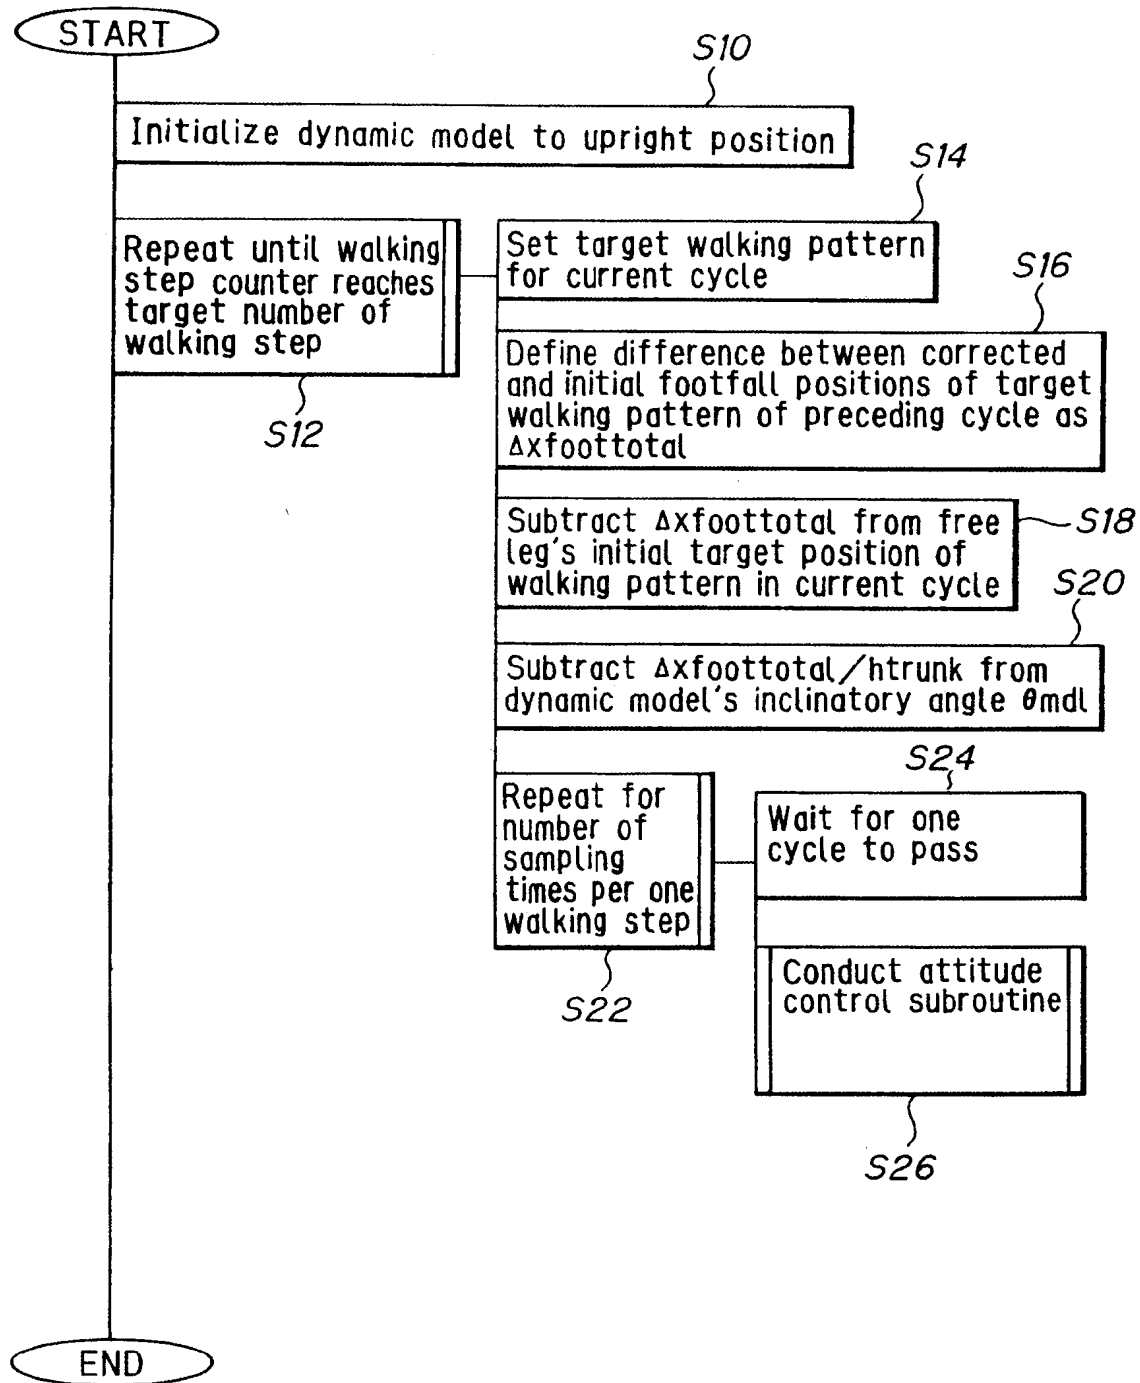 START
S10
Initialize dynamic model to upright position
S14
Repeat until walking
step counter reaches
target number of
walking step
S12
Set target walking pattern
for current cycle
S16
Define difference between corrected
and initial footfall positions of target
walking pattern of preceding cycle as
Δxfoottotal
Subtract Δxfoottotal from free
leg's initial target position of
walking pattern in current cycle
S18
S20
Subtract Δxfoottotal/htrunk from
dynamic model's inclinatory angle θmdl
S24
Repeat for
number of
sampling
times per one
walking step
S22
Wait for one
cycle to pass
Conduct attitude
control subroutine
S26
END